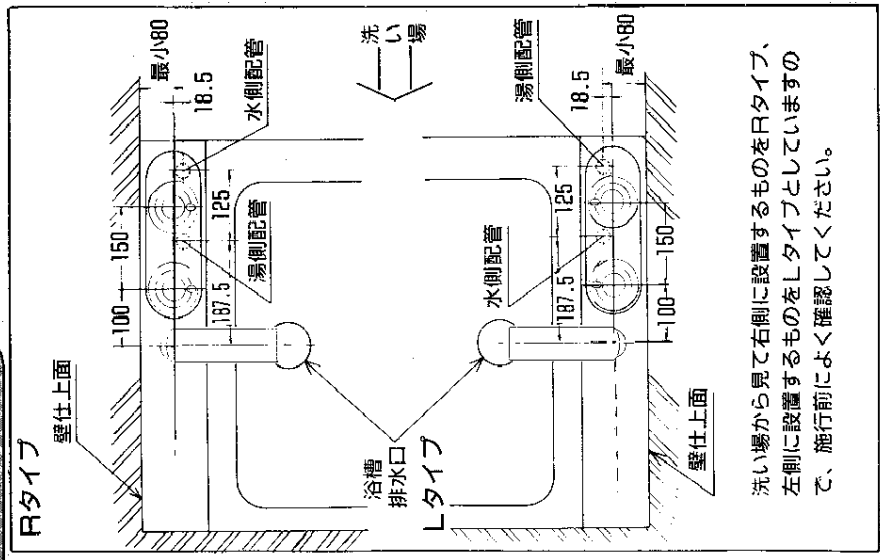 Rタイプ
壁仕上面
100
150
最小80
18.5
水側配管
湯側配管
187.5
125
洗い場
浴槽
排水口
Lタイプ
水側配管
湯側配管
187.5
125
18.5
最小80
100
150
壁仕上面
洗い場から見て右側に設置するものをRタイプ、
左側に設置するものをLタイプとしていますの
で、施行前によく確認してください。